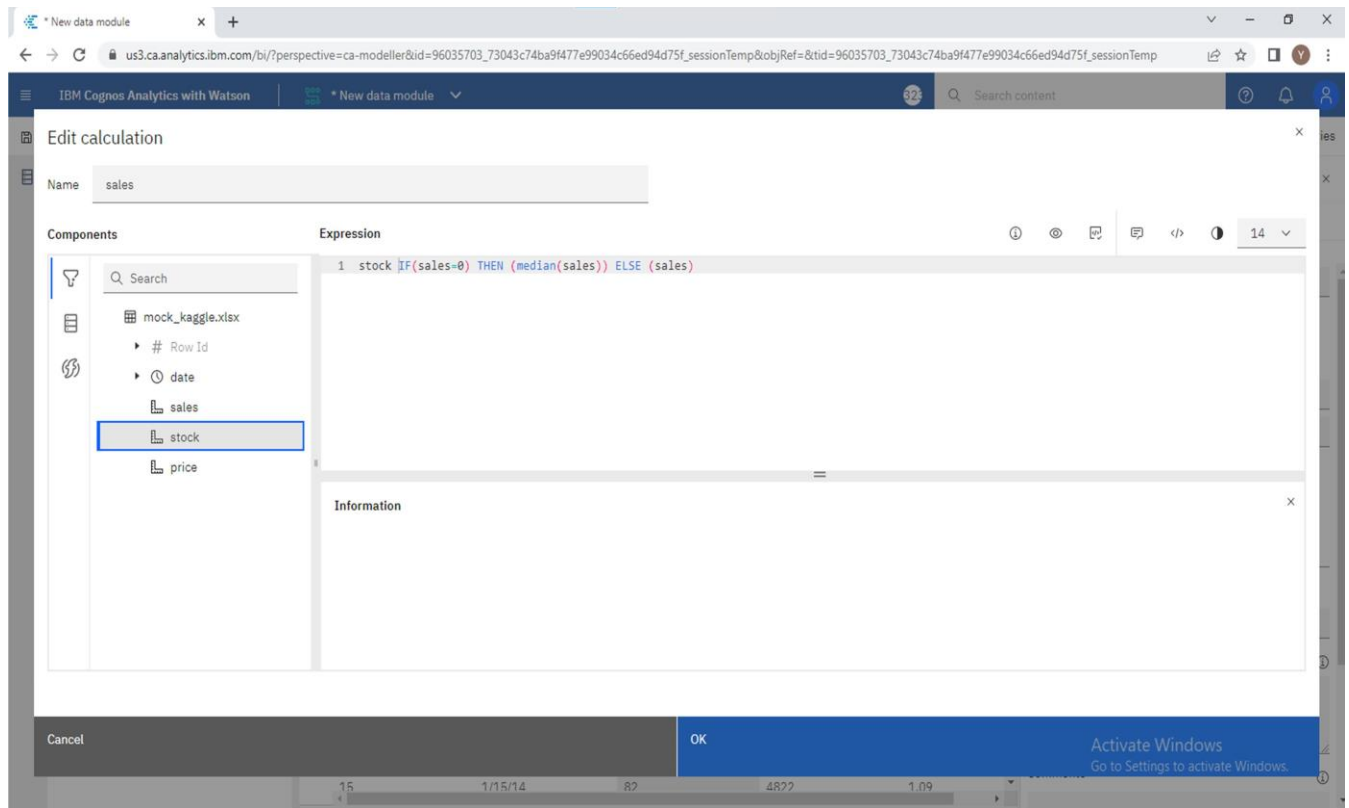 * New data module
us3.ca.analytics.ibm.com/bi/?perspective=ca-modeller&id=96035703_73043c74ba9f477e99034c66ed94d75f_sessionTemp&objRef=&tid=96035703_73043c74ba9f477e99034c66ed94d75f_sessionTemp
Y
IBM Cognos Analytics with Watson
* New data module
323
Search content
Edit calculation
ies
Name
sales
Components
Expression
14
Search
1 stock IF(sales=0) THEN (median(sales)) ELSE (sales)
mock_kaggle.xlsx
# Row Id
date
sales
stock
price
Information
Cancel
OK
Activate Windows
Go to Settings to activate Windows.
15 1/15/14 82 4822 1.09